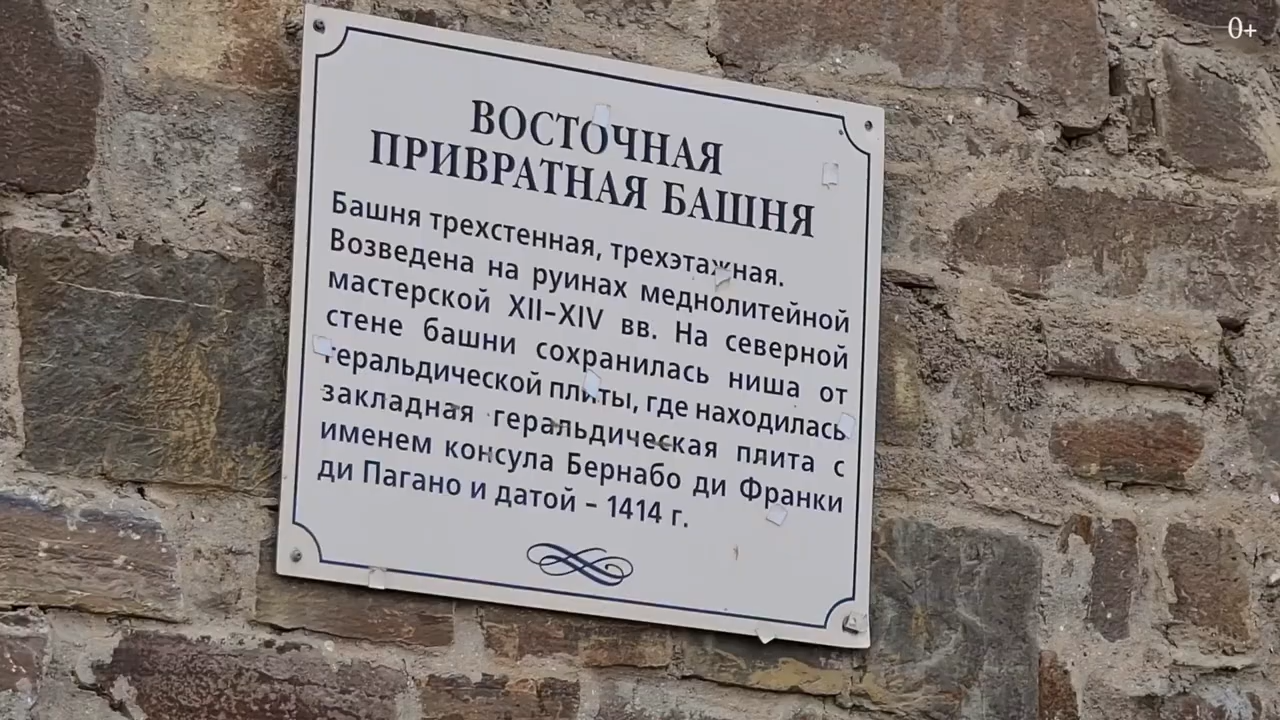 0+
ВОСТОЧНАЯ
ПРИВРАТНАЯ БАШНЯ
Башня трехстенная, трехэтажная.
Возведена на руинах меднолитейной
мастерской XII-XIV вв. На северной
стене башни сохранилась ниша от
геральдической плиты, где находилась
закладная геральдическая плита с
именем консула Бернабо ди Франки
ди Пагано и датой - 1414 г.